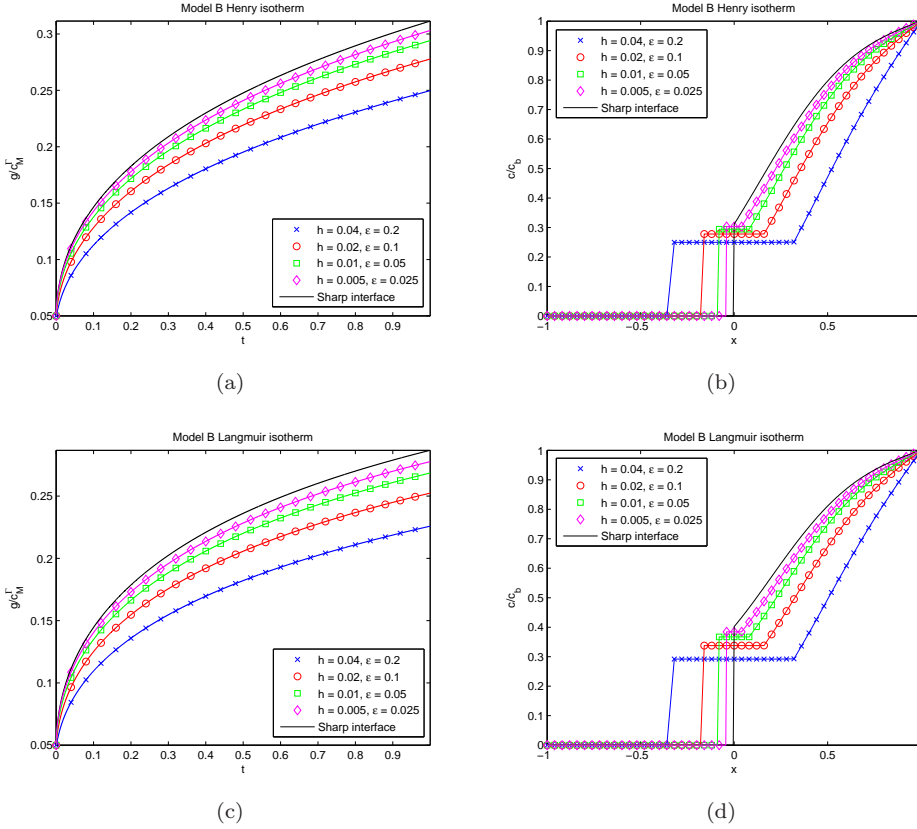 Model B Henry isotherm
g/c_M^Γ
0.3
0.25
0.2
0.15
0.1
0.05
h = 0.04, ε = 0.2
h = 0.02, ε = 0.1
h = 0.01, ε = 0.05
h = 0.005, ε = 0.025
Sharp interface
0 0.1 0.2 0.3 0.4 0.5 0.6 0.7 0.8 0.9
t
(a)
Model B Henry isotherm
c/c_b
1
0.9
0.8
0.7
0.6
0.5
0.4
0.3
0.2
0.1
0
h = 0.04, ε = 0.2
h = 0.02, ε = 0.1
h = 0.01, ε = 0.05
h = 0.005, ε = 0.025
Sharp interface
−1 −0.5 0 0.5
x
(b)
Model B Langmuir isotherm
g/c_M^Γ
0.25
0.2
0.15
0.1
0.05
h = 0.04, ε = 0.2
h = 0.02, ε = 0.1
h = 0.01, ε = 0.05
h = 0.005, ε = 0.025
Sharp interface
0 0.1 0.2 0.3 0.4 0.5 0.6 0.7 0.8 0.9
t
(c)
Model B Langmuir isotherm
c/c_b
1
0.9
0.8
0.7
0.6
0.5
0.4
0.3
0.2
0.1
0
h = 0.04, ε = 0.2
h = 0.02, ε = 0.1
h = 0.01, ε = 0.05
h = 0.005, ε = 0.025
Sharp interface
−1 −0.5 0 0.5
x
(d)